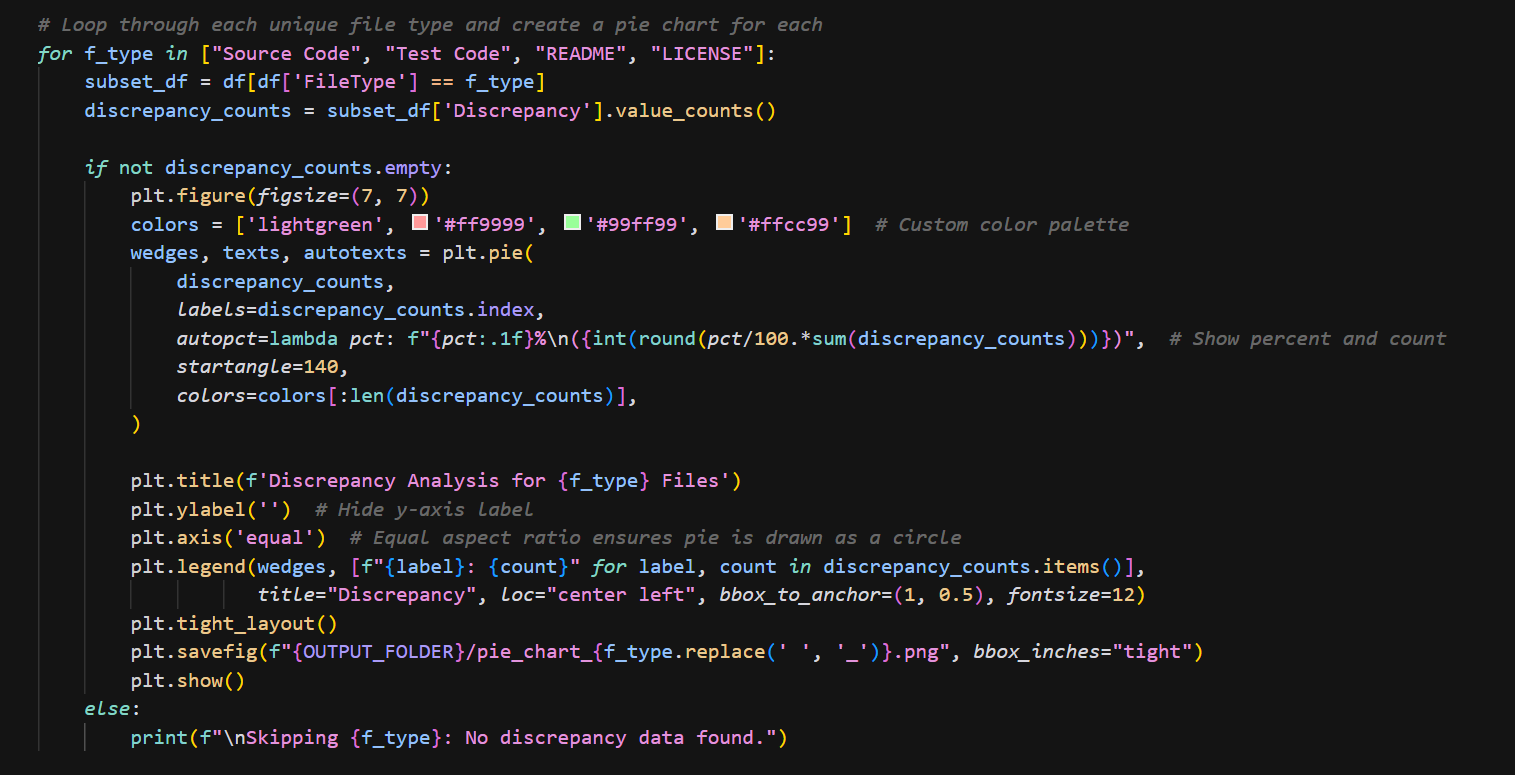 # Loop through each unique file type and create a pie chart for each
for f_type in ["Source Code", "Test Code", "README", "LICENSE"]:
    subset_df = df[df['FileType'] == f_type]
    discrepancy_counts = subset_df['Discrepancy'].value_counts()

    if not discrepancy_counts.empty:
        plt.figure(figsize=(7, 7))
        colors = ['lightgreen', '#ff9999', '#99ff99', '#ffcc99']  # Custom color palette
        wedges, texts, autotexts = plt.pie(
            discrepancy_counts,
            labels=discrepancy_counts.index,
            autopct=lambda pct: f"{pct:.1f}%\n({int(round(pct/100.*sum(discrepancy_counts)))})",  # Show percent and count
            startangle=140,
            colors=colors[:len(discrepancy_counts)],
        )

        plt.title(f'Discrepancy Analysis for {f_type} Files')
        plt.ylabel('')  # Hide y-axis label
        plt.axis('equal')  # Equal aspect ratio ensures pie is drawn as a circle
        plt.legend(wedges, [f"{label}: {count}" for label, count in discrepancy_counts.items()],
                   title="Discrepancy", loc="center left", bbox_to_anchor=(1, 0.5), fontsize=12)
        plt.tight_layout()
        plt.savefig(f"{OUTPUT_FOLDER}/pie_chart_{f_type.replace(' ', '_')}.png", bbox_inches="tight")
        plt.show()
    else:
        print(f"\nSkipping {f_type}: No discrepancy data found.")